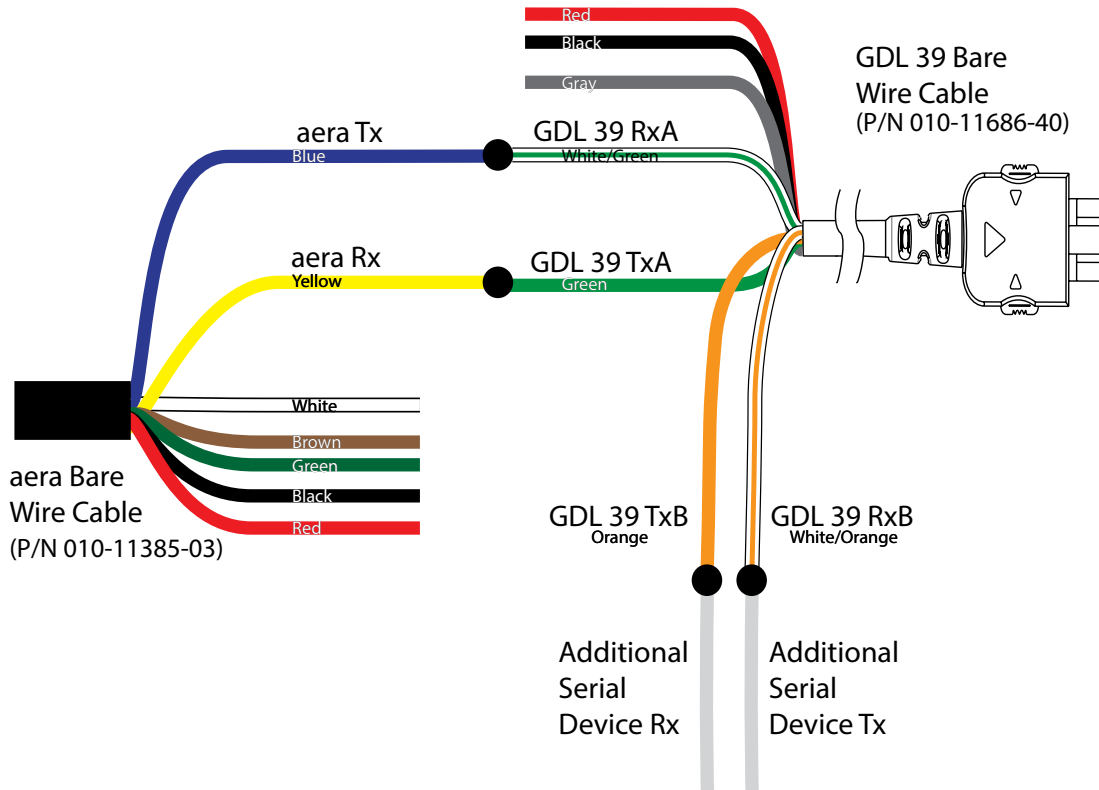 Red
Black
GDL 39 Bare
Wire Cable
(P/N 010-11686-40)
Gray
aera Tx
Blue
GDL 39 RxA
White/Green
aera Rx
Yellow
GDL 39 TxA
Green
White
Brown
Green
Black
Red
aera Bare
Wire Cable
(P/N 010-11385-03)
GDL 39 TxB
Orange
GDL 39 RxB
White/Orange
Additional
Serial
Device Rx
Additional
Serial
Device Tx